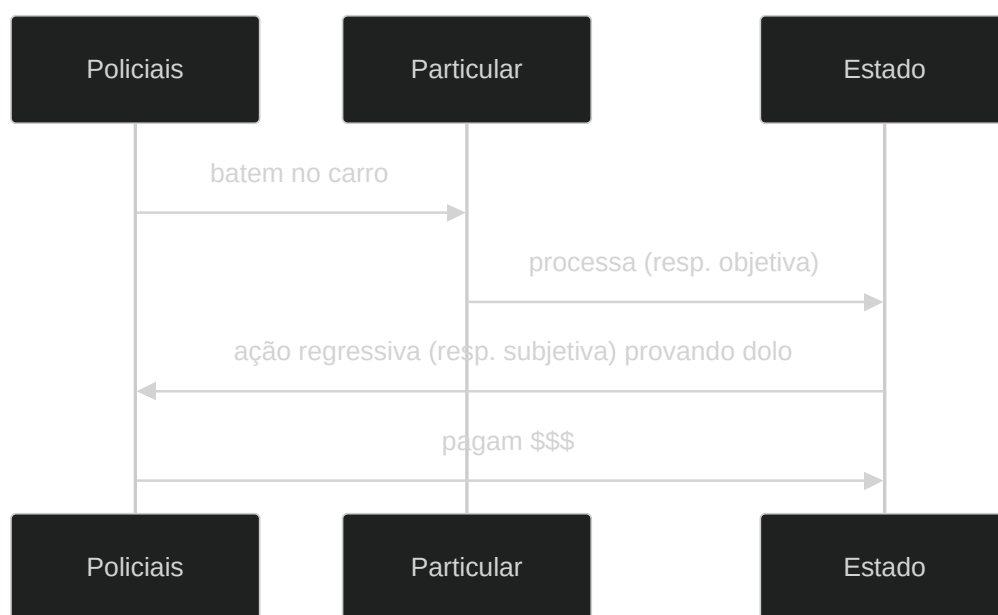 Policiais
Particular
Estado
batem no carro
processa (resp. objetiva)
ação regressiva (resp. subjetiva) provando dolo
pagam $$$
Policiais
Particular
Estado